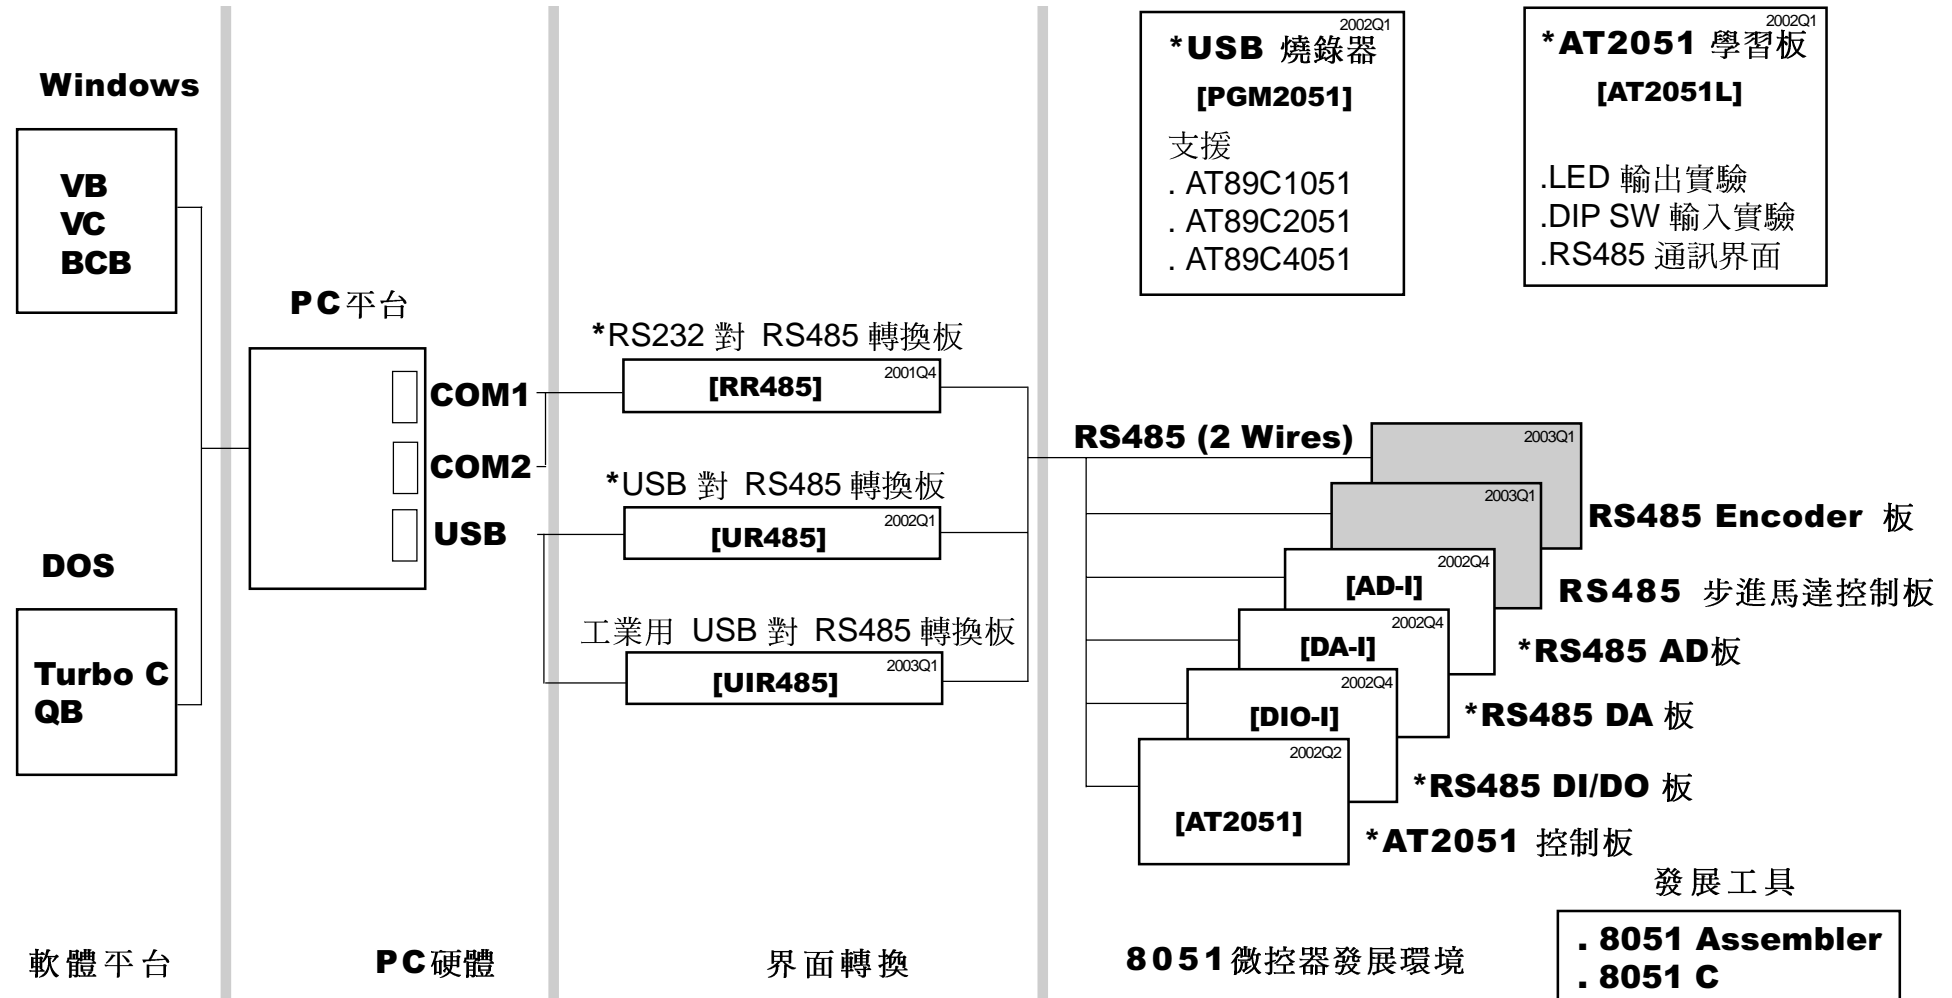 Windows
VB
VC
BCB
DOS
Turbo C
QB
軟體平台
PC平台
COM1
COM2
USB
PC硬體
*RS232 對 RS485 轉換板
[RR485] 2001Q4
*USB 對 RS485 轉換板
[UR485] 2002Q1
工業用 USB 對 RS485 轉換板
[UIR485] 2003Q1
界面轉換
2002Q1
*USB 燒錄器
[PGM2051]
支援
. AT89C1051
. AT89C2051
. AT89C4051
2002Q1
*AT2051 學習板
[AT2051L]
.LED 輸出實驗
.DIP SW 輸入實驗
.RS485 通訊界面
RS485 (2 Wires)
2003Q1
RS485 Encoder 板
2003Q1
RS485 步進馬達控制板
2002Q4
[AD-I]
*RS485 AD板
2002Q4
[DA-I]
*RS485 DA 板
2002Q4
[DIO-I]
*RS485 DI/DO 板
2002Q2
[AT2051]
*AT2051 控制板
發展工具
. 8051 Assembler
. 8051 C
8051微控器發展環境